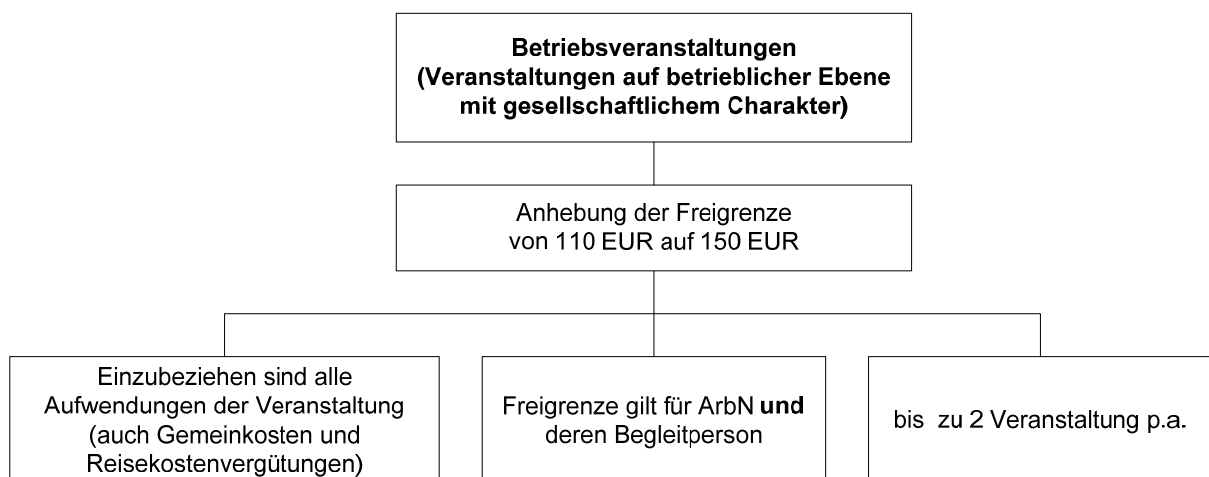 Betriebsveranstaltungen
(Veranstaltungen auf betrieblicher Ebene
mit gesellschaftlichem Charakter)
Anhebung der Freigrenze
von 110 EUR auf 150 EUR
Einzubeziehen sind alle
Aufwendungen der Veranstaltung
(auch Gemeinkosten und
Reisekostenvergütungen)
Freigrenze gilt für ArbN und
deren Begleitperson
bis zu 2 Veranstaltung p.a.